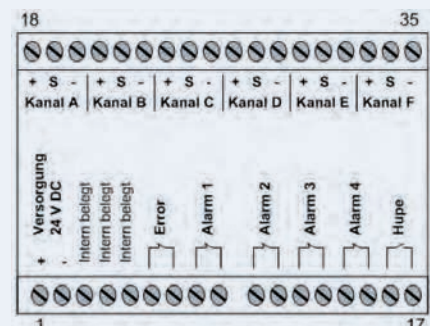 18 35
+ S - + S - + S - + S - + S - + S -
Kanal A Kanal B Kanal C Kanal D Kanal E Kanal F
+ Versorgung -
24 V DC
Intern belegt
Intern belegt
Intern belegt
Error
Alarm 1
Alarm 2
Alarm 3
Alarm 4
Hupe
1 17